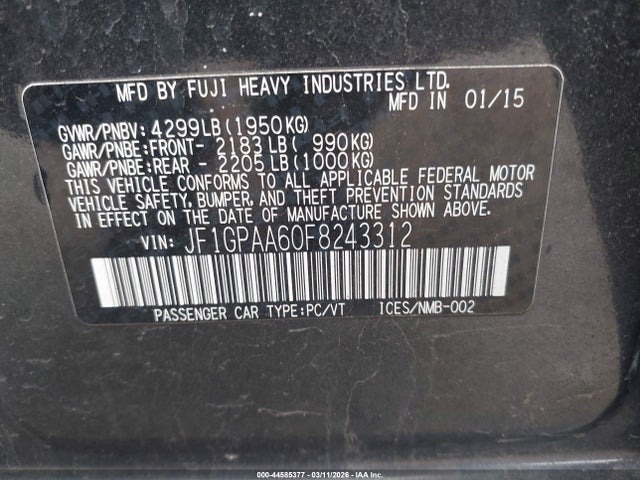 MFD BY FUJI HEAVY INDUSTRIES LTD.
MFD IN 01/15
GVWR/PNBV: 4299LB(1950KG)
GAWR/PNBE:FRONT- 2183LB( 990KG)
GAWR/PNBE:REAR - 2205LB(1000KG)
THIS VEHICLE CONFORMS TO ALL APPLICABLE FEDERAL MOTOR
VEHICLE SAFETY, BUMPER, AND THEFT PREVENTION STANDARDS
IN EFFECT ON THE DATE OF MANUFACTURE SHOWN ABOVE.
VIN: JF1GPAA60F8243312
PASSENGER CAR TYPE:PC/VT ICES/NMB-002
000-44585377 - 03/11/2026 - IAA Inc.